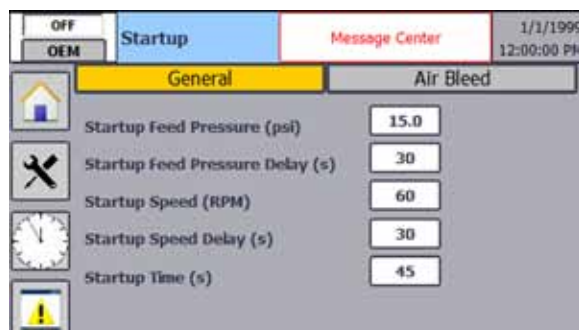 OFF
OEM
Startup
Message Center
1/1/1999
12:00:00 PM
General
Air Bleed
Startup Feed Pressure (psi) 15.0
Startup Feed Pressure Delay (s) 30
Startup Speed (RPM) 60
Startup Speed Delay (s) 30
Startup Time (s) 45